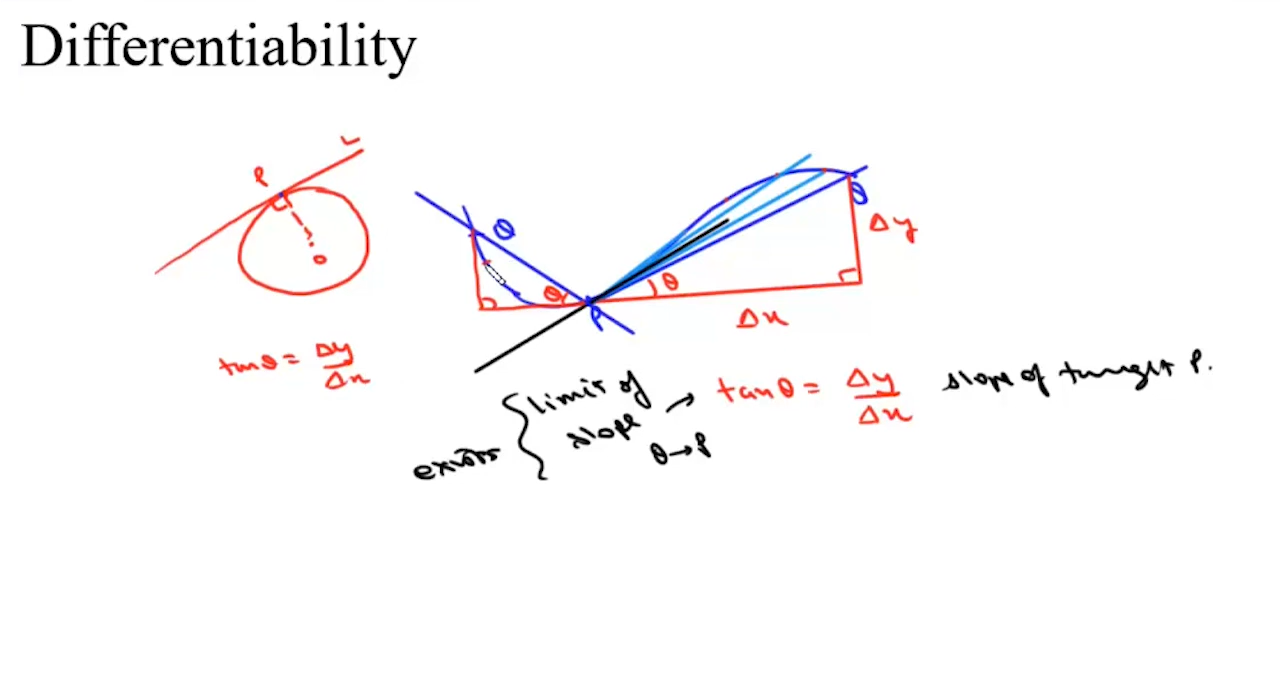 Differentiability
L
P
O
Q
θ
P
θ
Q
Δy
Δx
tanθ = Δy
Δx
limit of
slope → tanθ = Δy slope of tangent P.
Δx
exists {
Q→P